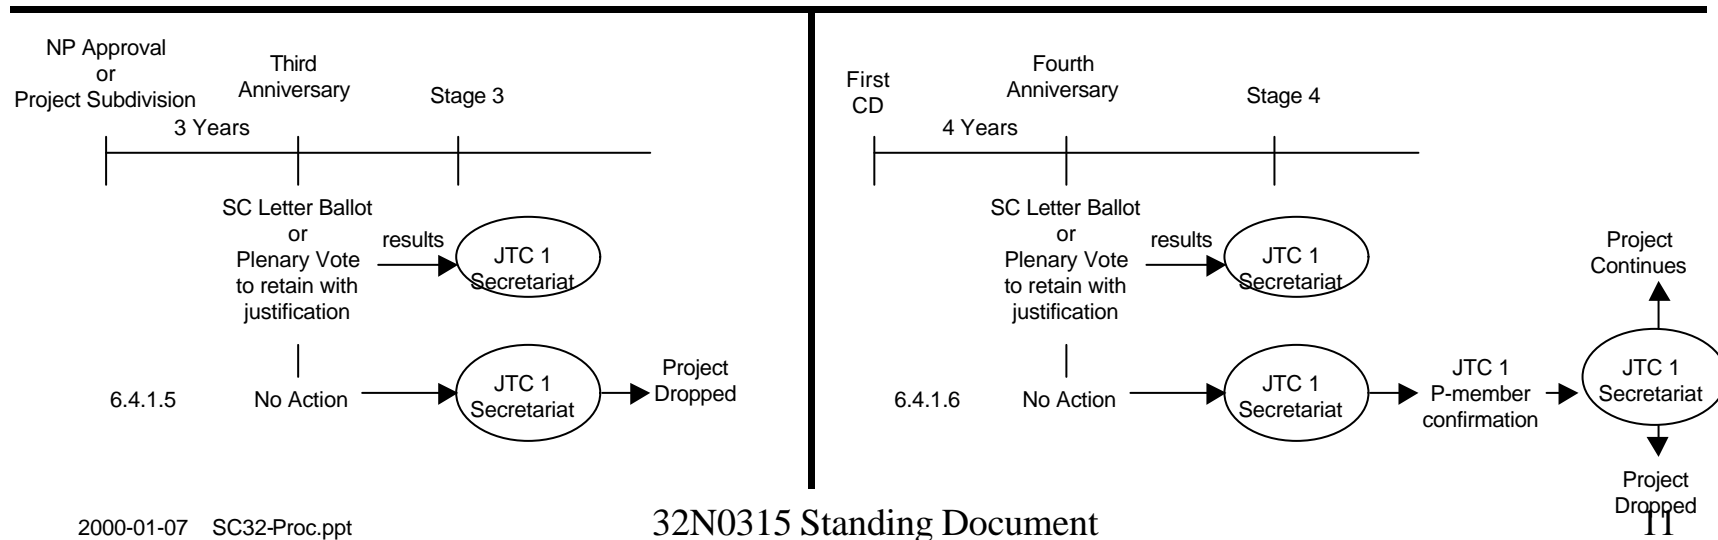 NP Approval
or
Project Subdivision
Third
Anniversary
Stage 3
3 Years
SC Letter Ballot
or
Plenary Vote
to retain with
justification
results
JTC 1
Secretariat
6.4.1.5
No Action
JTC 1
Secretariat
Project
Dropped
First
CD
Fourth
Anniversary
Stage 4
4 Years
SC Letter Ballot
or
Plenary Vote
to retain with
justification
results
JTC 1
Secretariat
6.4.1.6
No Action
JTC 1
Secretariat
JTC 1
P-member
confirmation
Project
Continues
JTC 1
Secretariat
Project
Dropped
2000-01-07 SC32-Proc.ppt
32N0315 Standing Document
11